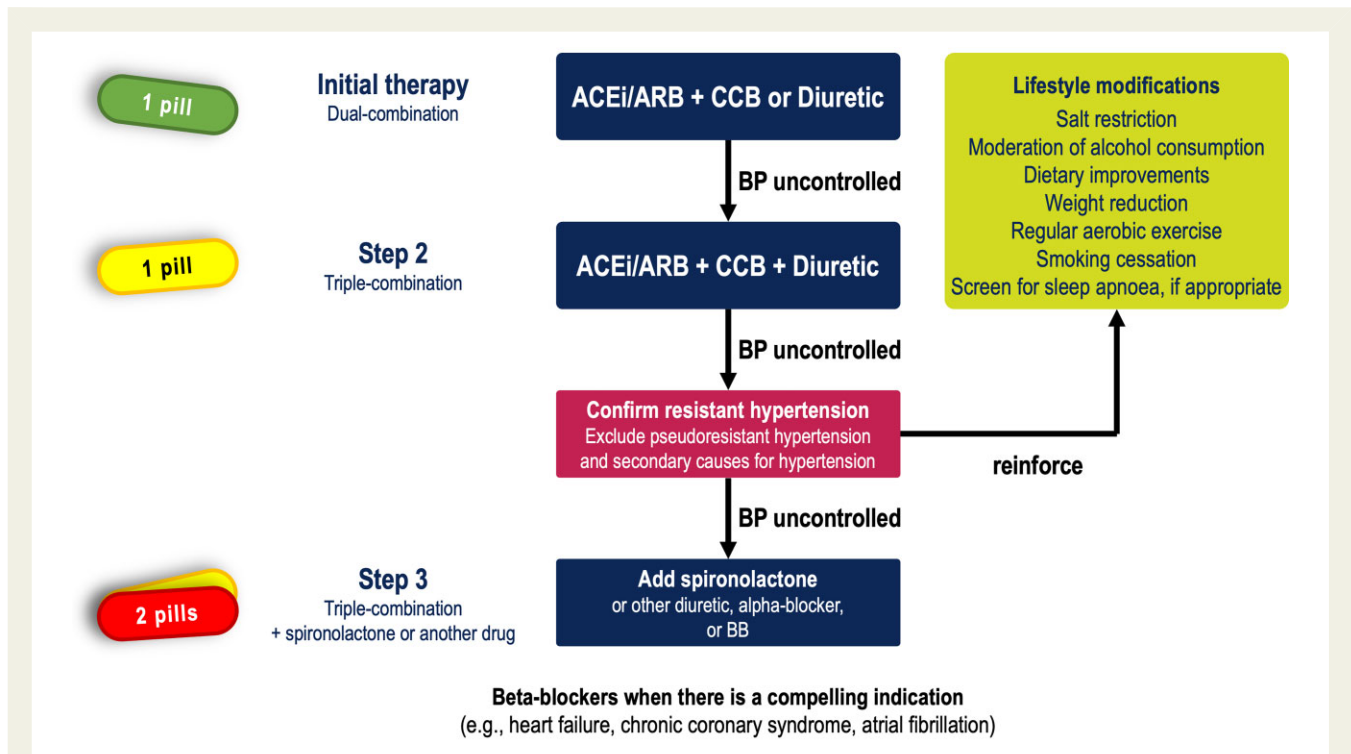 1 pill
Initial therapy
Dual-combination
ACEi/ARB + CCB or Diuretic
BP uncontrolled
1 pill
Step 2
Triple-combination
ACEi/ARB + CCB + Diuretic
BP uncontrolled
Confirm resistant hypertension
Exclude pseudoresistant hypertension
and secondary causes for hypertension
reinforce
Lifestyle modifications
Salt restriction
Moderation of alcohol consumption
Dietary improvements
Weight reduction
Regular aerobic exercise
Smoking cessation
Screen for sleep apnoea, if appropriate
BP uncontrolled
2 pills
Step 3
Triple-combination
+ spironolactone or another drug
Add spironolactone
or other diuretic, alpha-blocker,
or BB
Beta-blockers when there is a compelling indication
(e.g., heart failure, chronic coronary syndrome, atrial fibrillation)